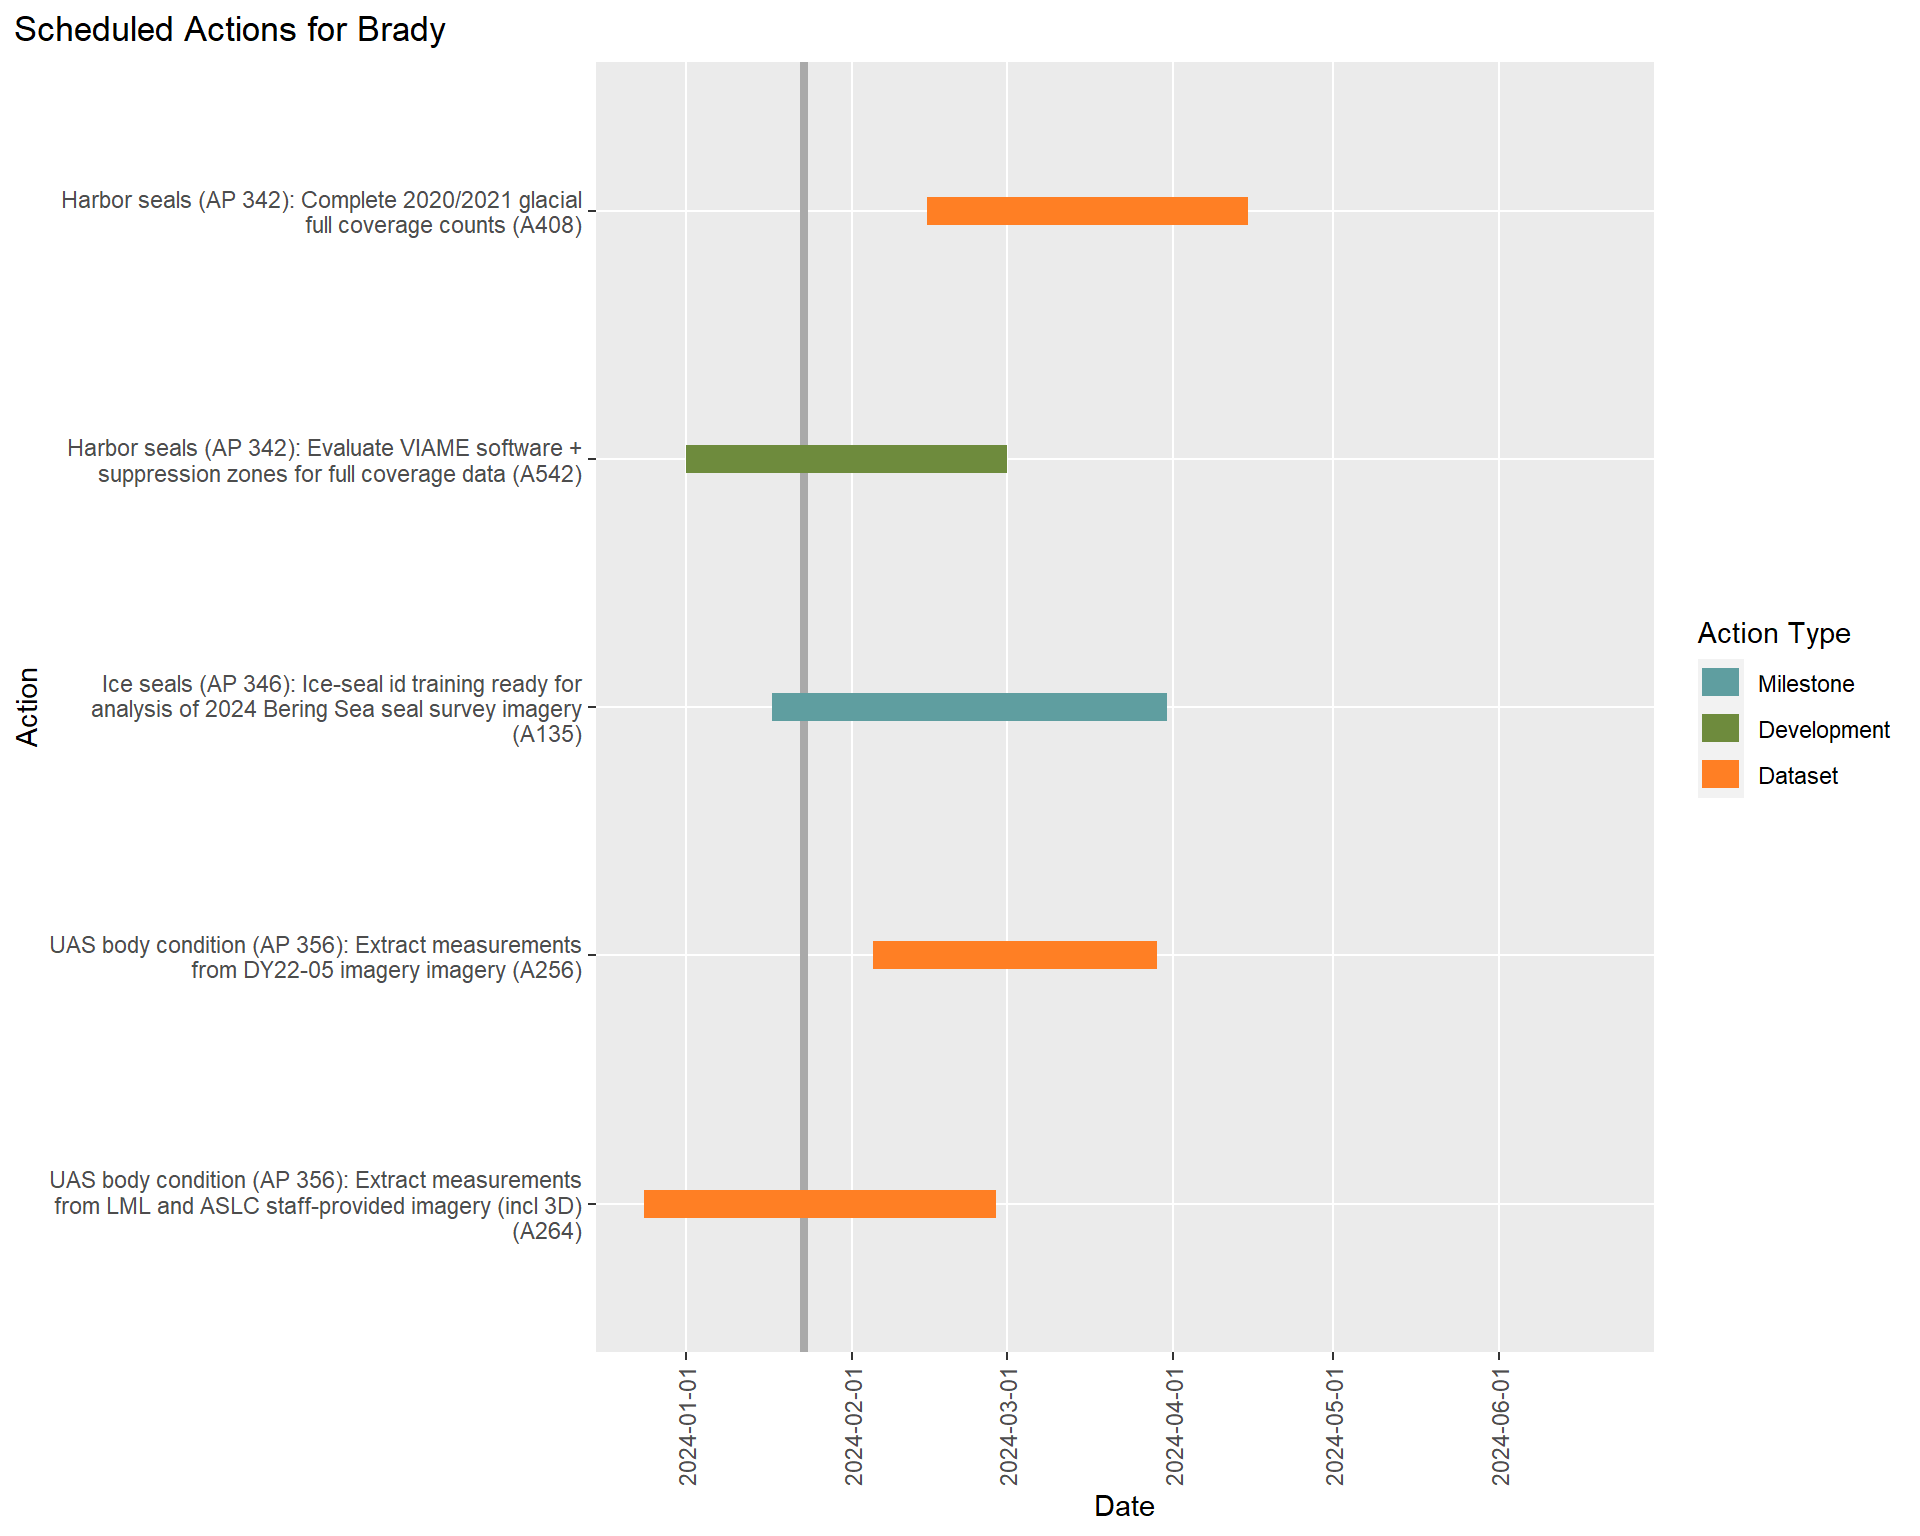 Scheduled Actions for Brady
Harbor seals (AP 342): Complete 2020/2021 glacial
full coverage counts (A408)
Harbor seals (AP 342): Evaluate VIAME software +
suppression zones for full coverage data (A542)
Ice seals (AP 346): Ice-seal id training ready for
analysis of 2024 Bering Sea seal survey imagery
(A135)
UAS body condition (AP 356): Extract measurements
from DY22-05 imagery imagery (A256)
UAS body condition (AP 356): Extract measurements
from LML and ASLC staff-provided imagery (incl 3D)
(A264)
Action
2024-01-01
2024-02-01
2024-03-01
2024-04-01
2024-05-01
2024-06-01
Date
Action Type
Milestone
Development
Dataset